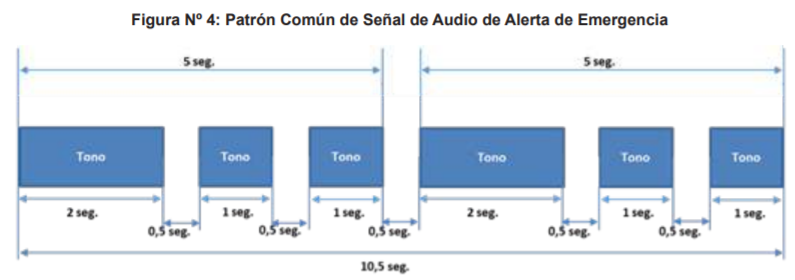 Figura Nº 4: Patrón Común de Señal de Audio de Alerta de Emergencia
5 seg. 5 seg.
Tono Tono Tono Tono Tono Tono
2 seg. 1 seg. 1 seg. 2 seg. 1 seg. 1 seg.
0,5 seg. 0,5 seg. 0,5 seg. 0,5 seg. 0,5 seg.
10,5 seg.